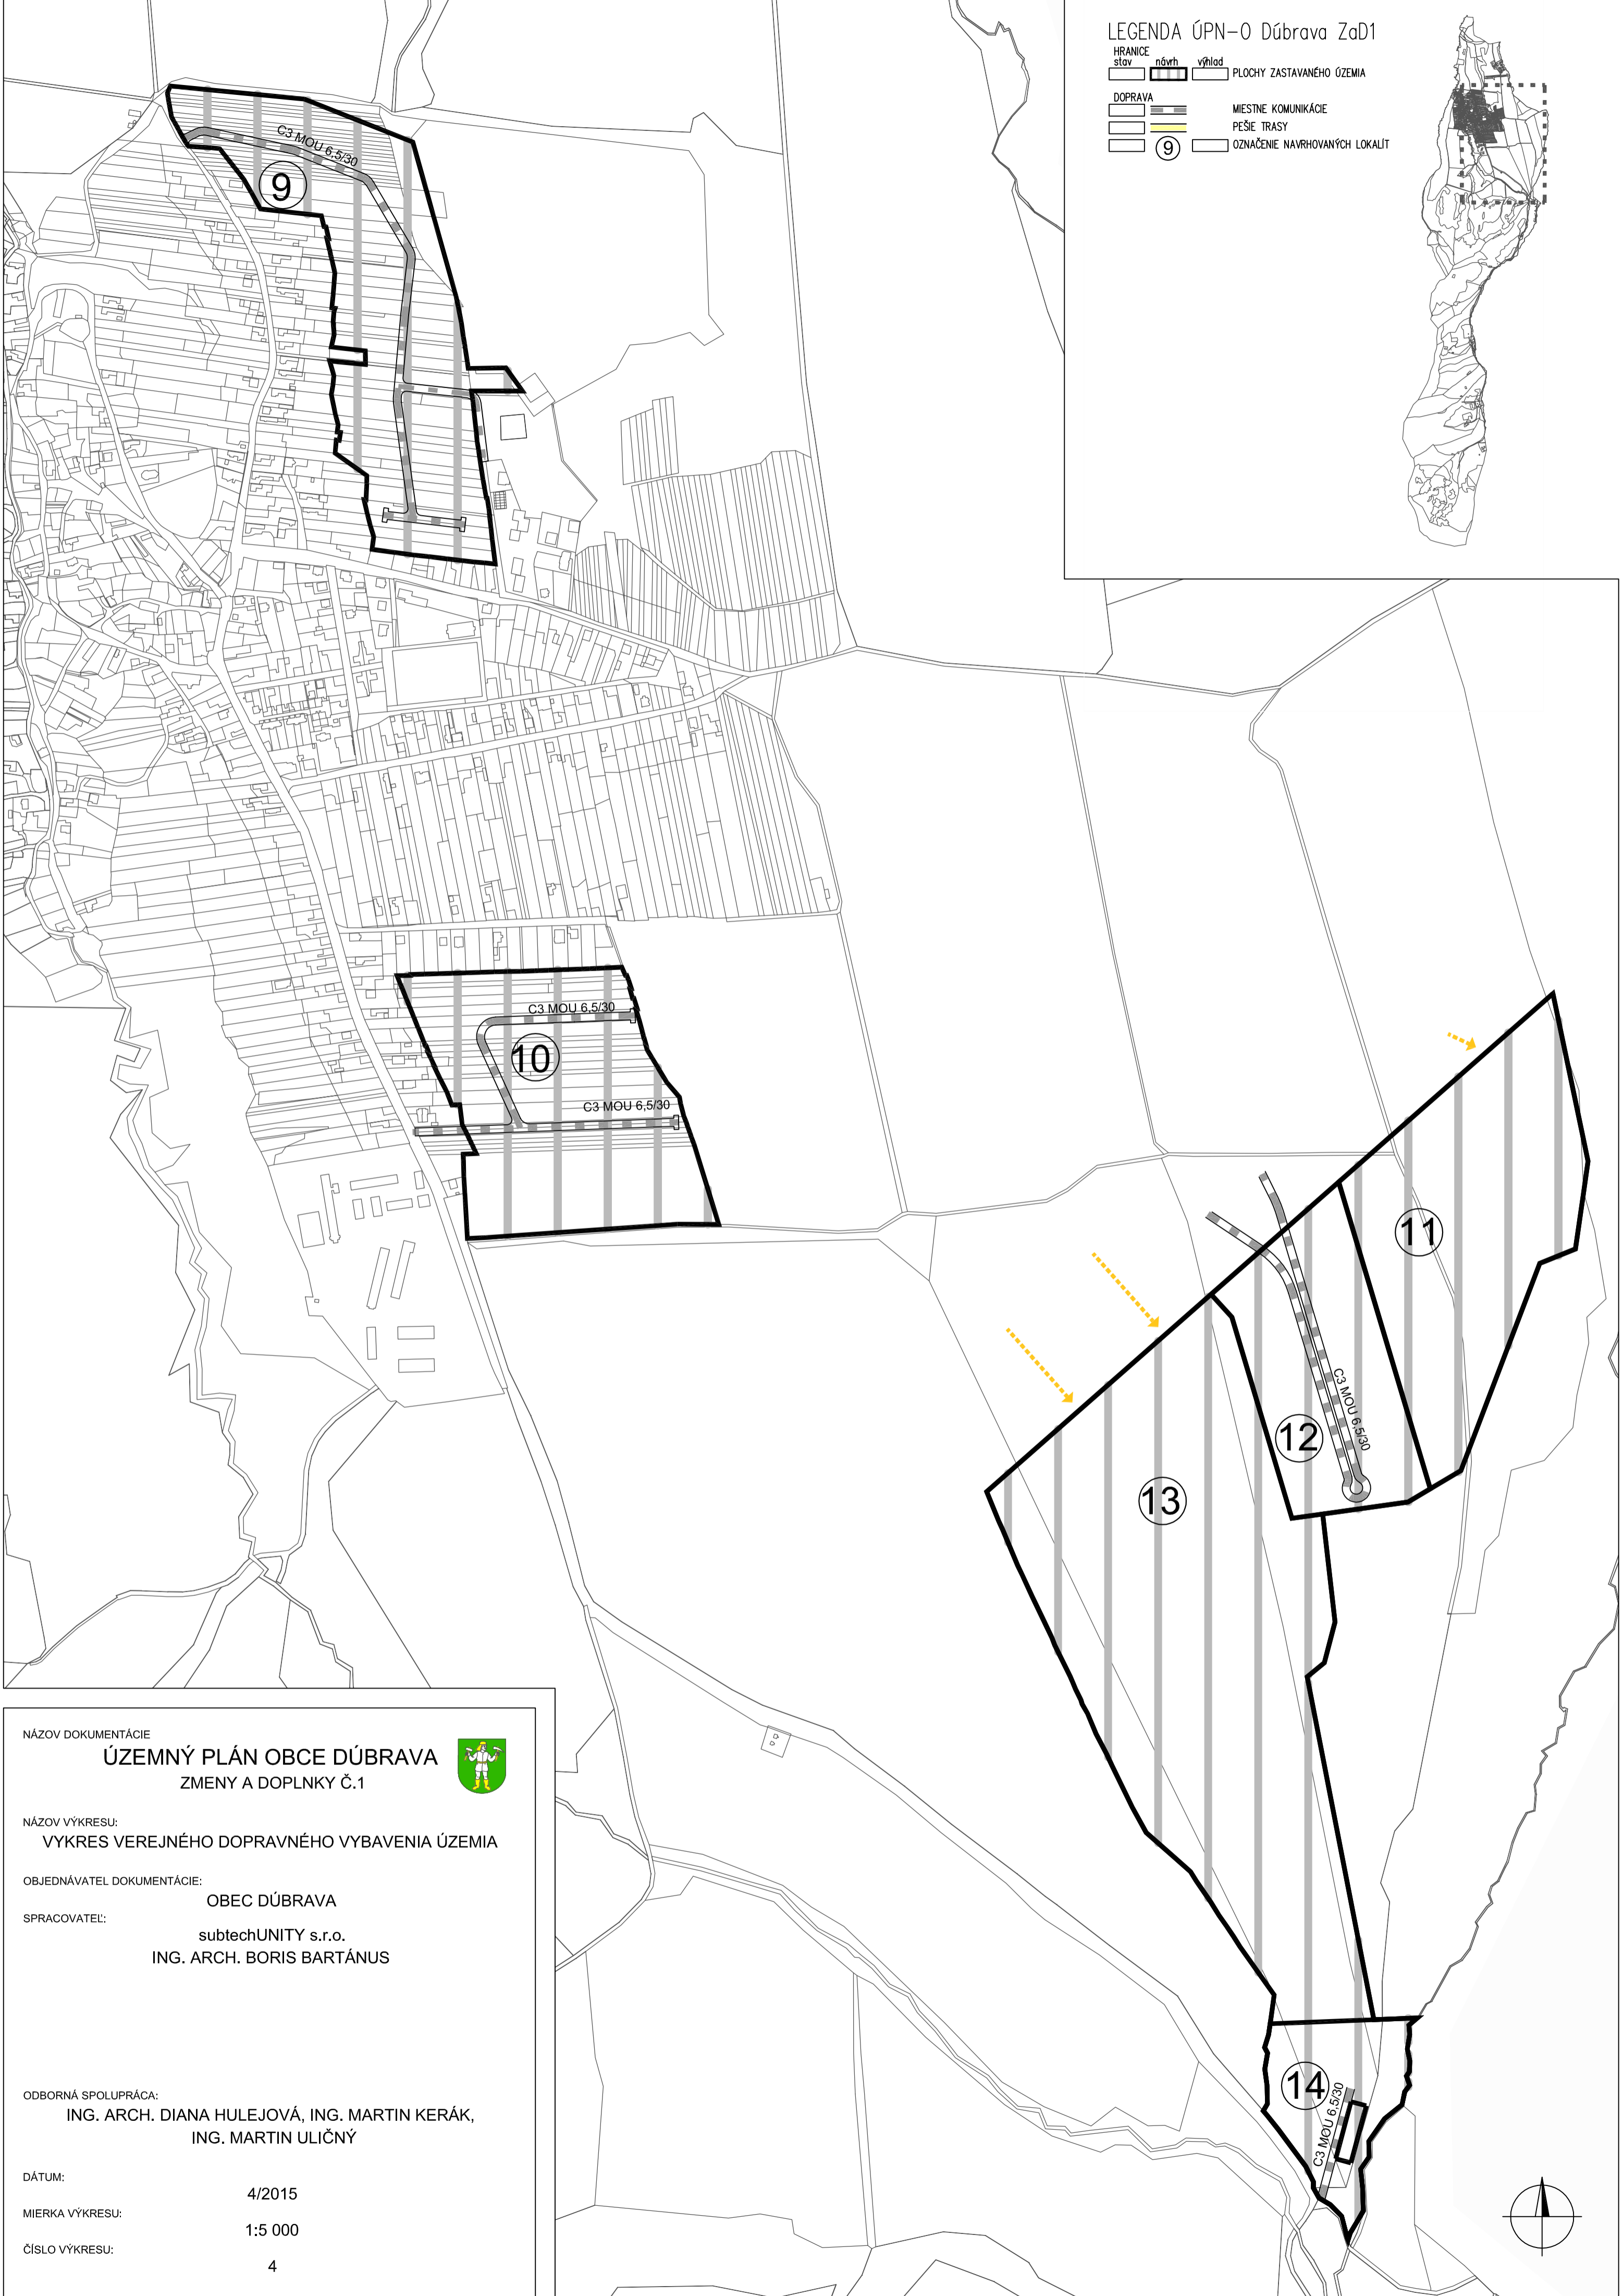 LEGENDA ÚPN-O Dúbrava ZaD1
HRANICE
stav návrh výhlad
PLOCHY ZASTAVANÉHO ÚZEMIA
DOPRAVA
MIESTNE KOMUNIKÁCIE
PEŠIE TRASY
9 OZNAČENIE NAVRHOVANÝCH LOKALÍT
C3 MOU 6,5/30
9
C3 MOU 6,5/30
10
C3 MOU 6,5/30
11
12
C3 MOU 6,5/30
13
14
C3 MOU 6,5/30
NÁZOV DOKUMENTÁCIE
ÚZEMNÝ PLÁN OBCE DÚBRAVA
ZMENY A DOPLNKY Č.1
NÁZOV VÝKRESU:
VYKRES VEREJNÉHO DOPRAVNÉHO VYBAVENIA ÚZEMIA
OBJEDNÁVATEL DOKUMENTÁCIE:
OBEC DÚBRAVA
SPRACOVATEĽ:
subtechUNITY s.r.o.
ING. ARCH. BORIS BARTÁNUS
ODBORNÁ SPOLUPRÁCA:
ING. ARCH. DIANA HULEJOVÁ, ING. MARTIN KERÁK,
ING. MARTIN ULIČNÝ
DÁTUM:
4/2015
MIERKA VÝKRESU:
1:5 000
ČÍSLO VÝKRESU:
4